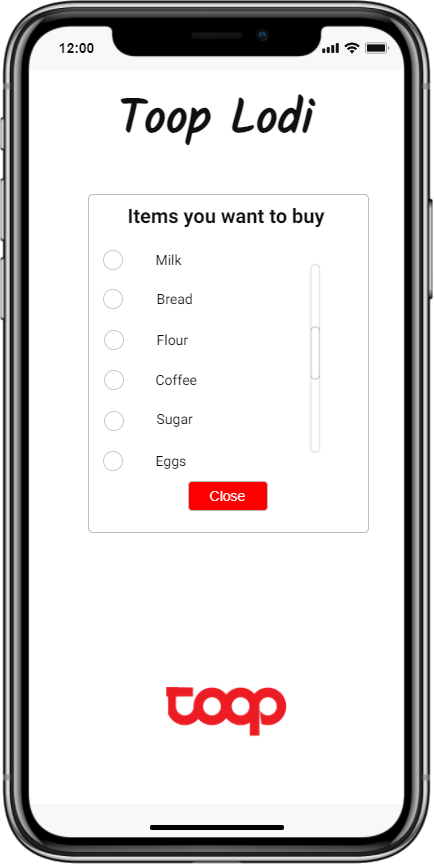 12:00
Toop Lodi
Items you want to buy
Milk
Bread
Flour
Coffee
Sugar
Eggs
Close
toop